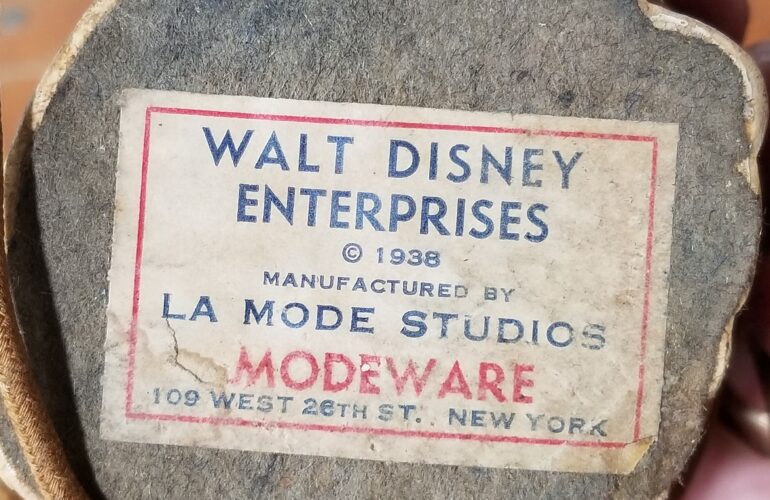 WALT DISNEY
ENTERPRISES
© 1938
MANUFACTURED BY
LA MODE STUDIOS
MODEWARE
109 WEST 26TH ST. NEW YORK